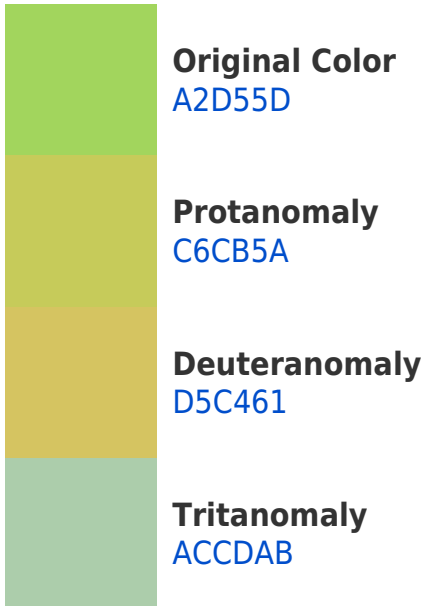 Original Color
A2D55D
Protanomaly
C6CB5A
Deuteranomaly
D5C461
Tritanomaly
ACCDAB